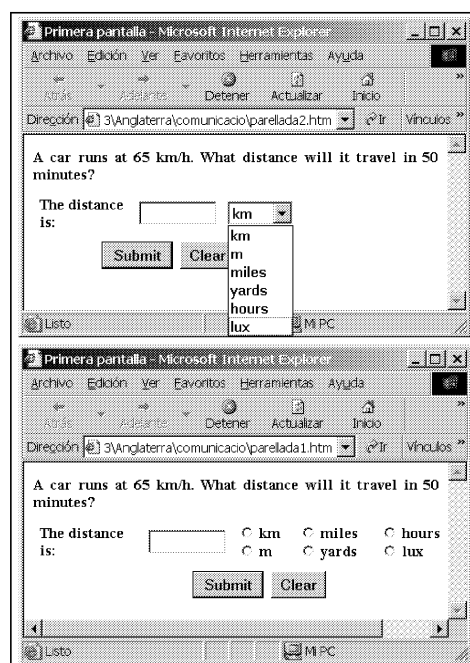 Primera pantalla - Microsoft Internet Explorer
Archivo Edición Ver Favoritos Herramientas Ayuda
Atrás Adelante Detener Actualizar Inicio »
Dirección 3\Anglaterra\comunicacio\parellada2.htm Ir Vínculos »
A car runs at 65 km/h. What distance will it travel in 50
minutes?
The distance
is:
km
km
m
miles
yards
hours
lux
Submit Clear
Listo Mi PC
Primera pantalla - Microsoft Internet Explorer
Archivo Edición Ver Favoritos Herramientas Ayuda
Atrás Adelante Detener Actualizar Inicio »
Dirección 3\Anglaterra\comunicacio\parellada1.htm Ir Vínculos »
A car runs at 65 km/h. What distance will it travel in 50
minutes?
The distance
is:
km miles hours
m yards lux
Submit Clear
Listo Mi PC